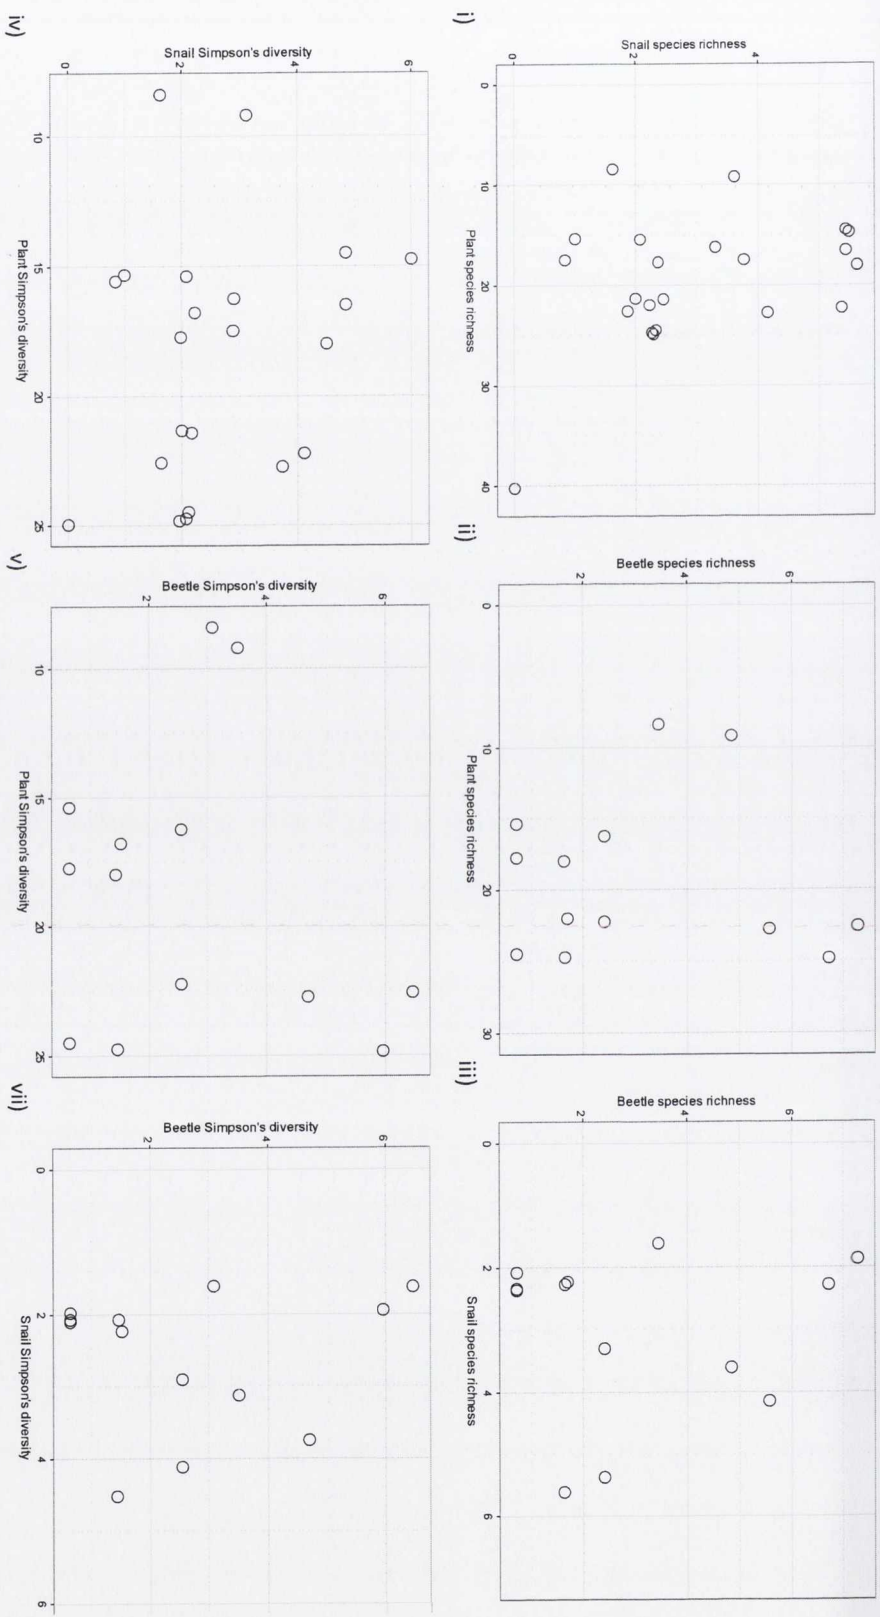 i)
Snail species richness
0
2
4
0
10
20
30
40
Plant species richness
ii)
Beetle species richness
2
4
6
0
10
20
30
Plant species richness
iii)
Beetle species richness
2
4
6
0
2
4
6
Snail species richness
iv)
Snail Simpson's diversity
0
2
4
6
10
15
20
25
Plant Simpson's diversity
v)
Beetle Simpson's diversity
2
4
6
10
15
20
25
Plant Simpson's diversity
vii)
Beetle Simpson's diversity
2
4
6
0
2
4
6
Snail Simpson's diversity